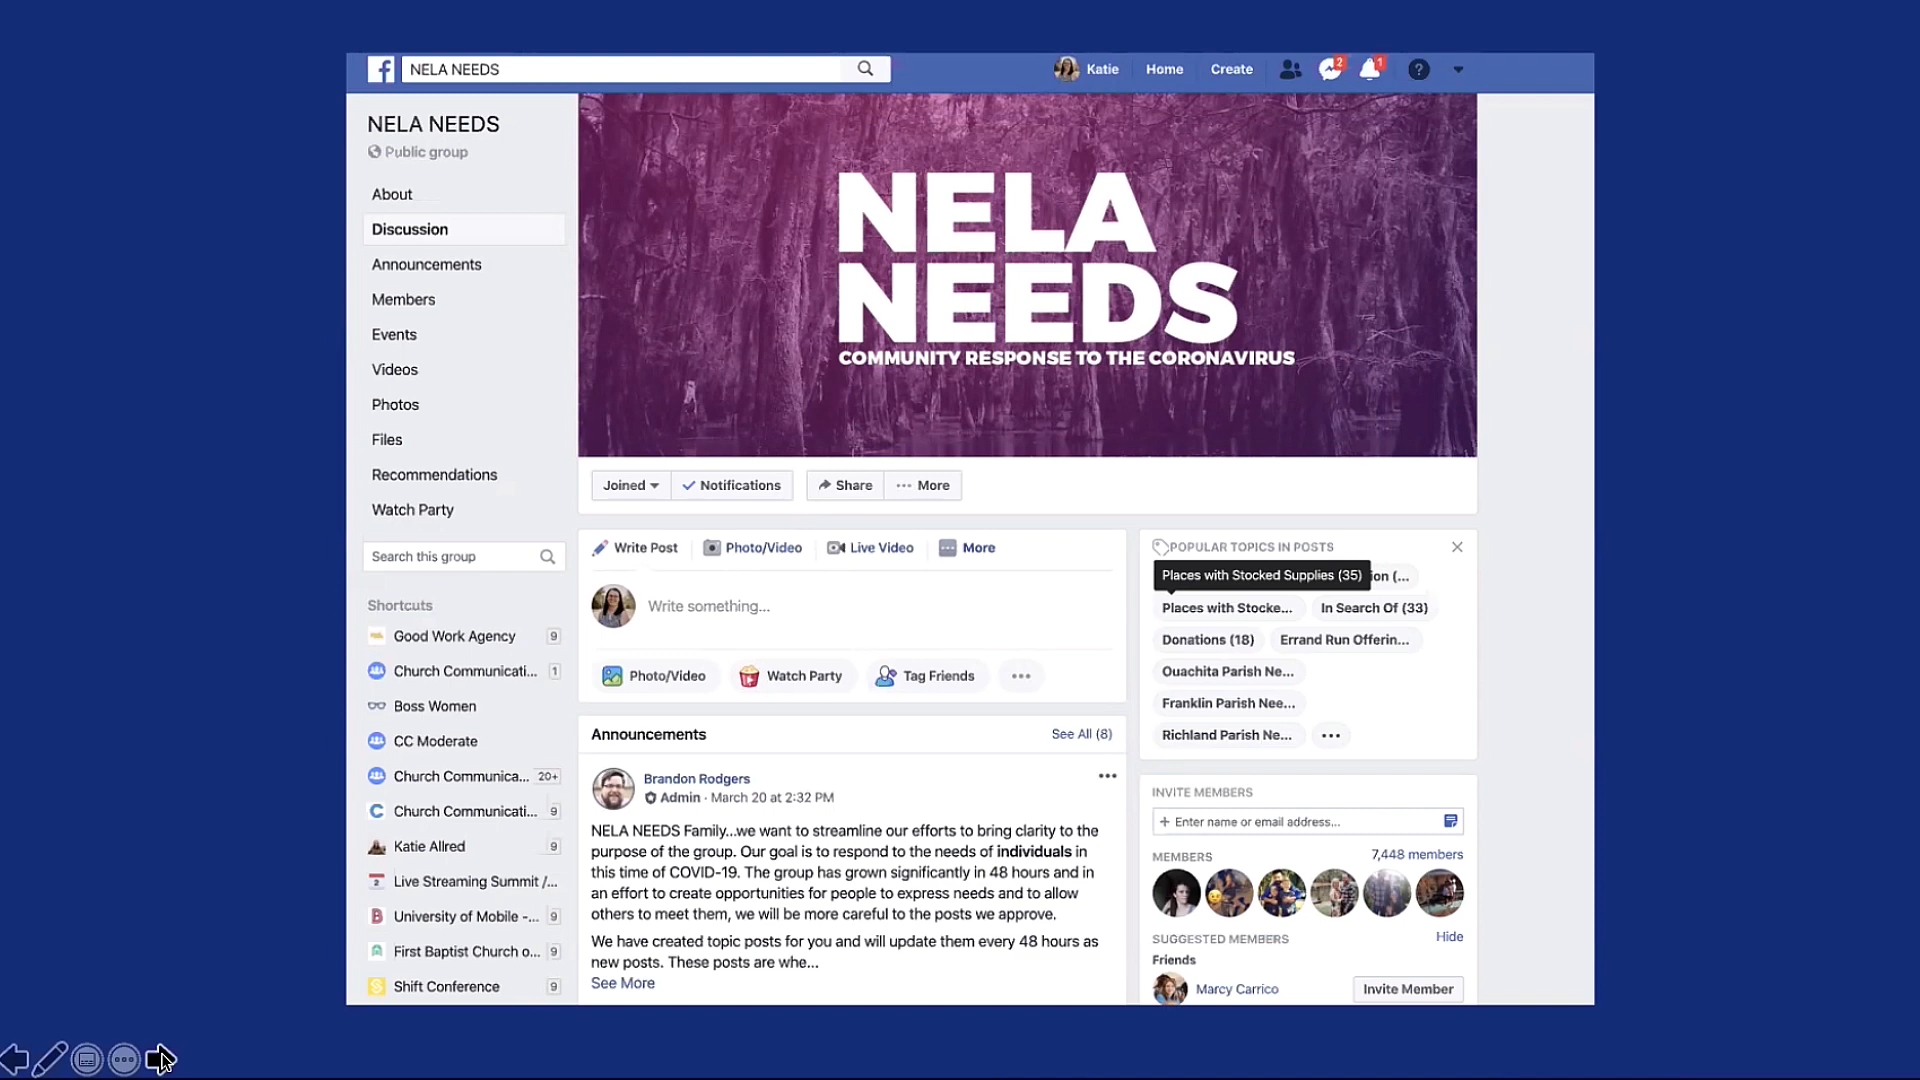 NELA NEEDS
Katie
Home
Create
2
1
NELA NEEDS
Public group
About
Discussion
Announcements
Members
Events
Videos
Photos
Files
Recommendations
Watch Party
Search this group
Shortcuts
Good Work Agency 9
Church Communicati... 1
Boss Women
CC Moderate
Church Communica... 20+
Church Communicati... 9
Katie Allred 9
Live Streaming Summit /...
University of Mobile -... 9
First Baptist Church o... 9
Shift Conference 9
NELA
NEEDS
COMMUNITY RESPONSE TO THE CORONAVIRUS
Joined
Notifications
Share
More
Write Post
Photo/Video
Live Video
More
Write something...
Photo/Video
Watch Party
Tag Friends
Announcements
See All (8)
Brandon Rodgers
Admin · March 20 at 2:32 PM
NELA NEEDS Family...we want to streamline our efforts to bring clarity to the
purpose of the group. Our goal is to respond to the needs of individuals in
this time of COVID-19. The group has grown significantly in 48 hours and in
an effort to create opportunities for people to express needs and to allow
others to meet them, we will be more careful to the posts we approve.
We have created topic posts for you and will update them every 48 hours as
new posts. These posts are whe...
See More
POPULAR TOPICS IN POSTS
Places with Stocked Supplies (35)
ion (...
Places with Stocke...
In Search Of (33)
Donations (18)
Errand Run Offerin...
Ouachita Parish Ne...
Franklin Parish Nee...
Richland Parish Ne...
INVITE MEMBERS
+ Enter name or email address...
MEMBERS
7,448 members
SUGGESTED MEMBERS
Hide
Friends
Marcy Carrico
Invite Member